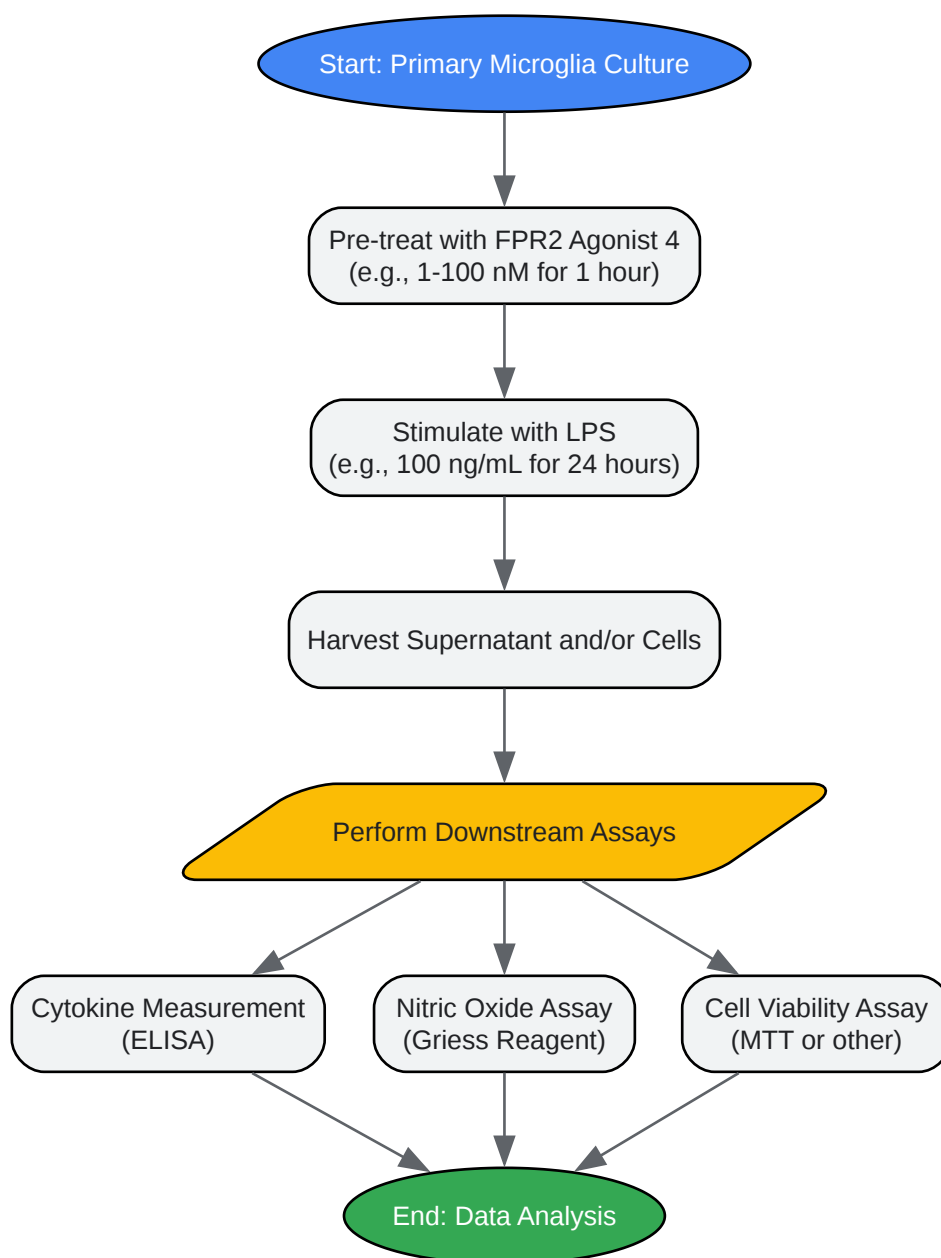 Start: Primary Microglia Culture
Pre-treat with FPR2 Agonist 4
(e.g., 1-100 nM for 1 hour)
Stimulate with LPS
(e.g., 100 ng/mL for 24 hours)
Harvest Supernatant and/or Cells
Perform Downstream Assays
Cytokine Measurement
(ELISA)
Nitric Oxide Assay
(Griess Reagent)
Cell Viability Assay
(MTT or other)
End: Data Analysis